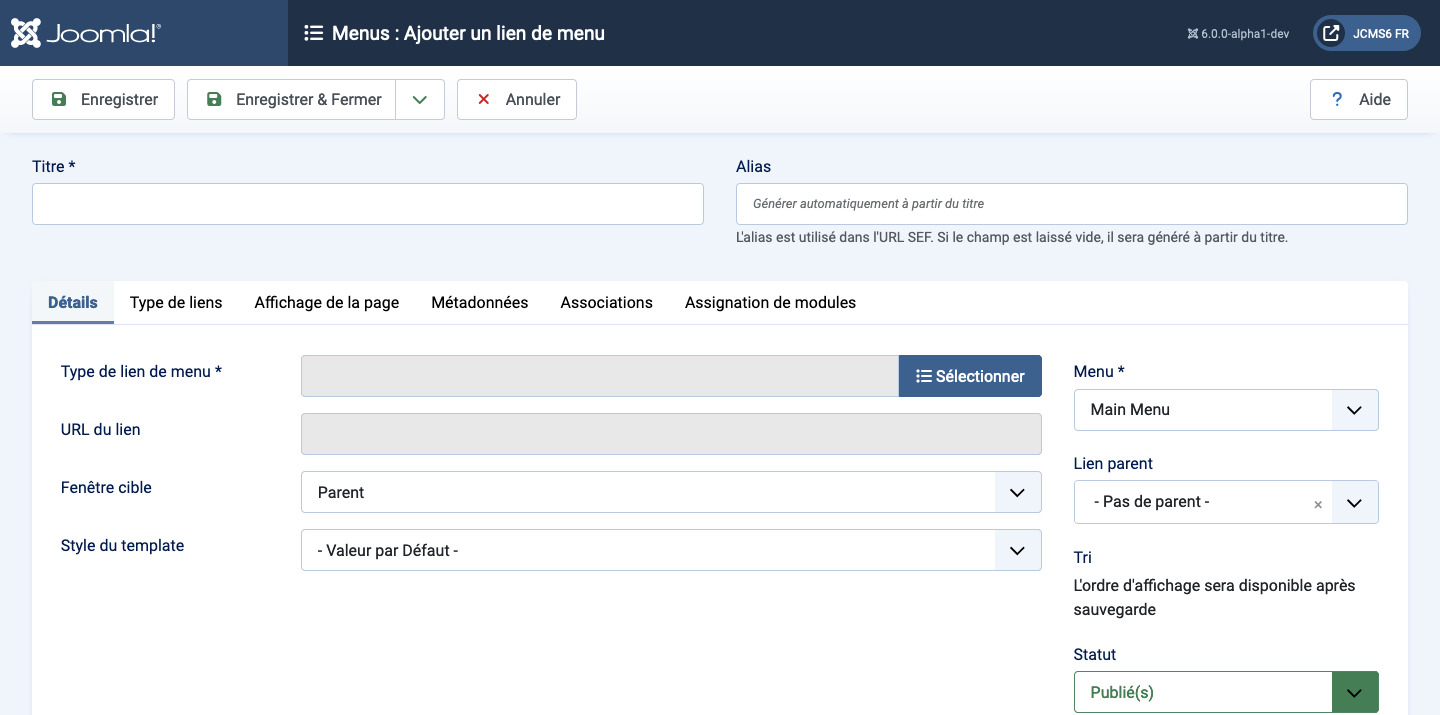 Joomla!®
Menus : Ajouter un lien de menu
6.0.0-alpha1-dev
JCMS6 FR
Enregistrer
Enregistrer & Fermer
Annuler
? Aide
Titre *
Alias
Générer automatiquement à partir du titre
L'alias est utilisé dans l'URL SEF. Si le champ est laissé vide, il sera généré à partir du titre.
Détails
Type de liens
Affichage de la page
Métadonnées
Associations
Assignation de modules
Type de lien de menu *
Sélectionner
URL du lien
Fenêtre cible
Parent
Style du template
- Valeur par Défaut -
Menu *
Main Menu
Lien parent
- Pas de parent - ×
Tri
L'ordre d'affichage sera disponible après
sauvegarde
Statut
Publié(s)